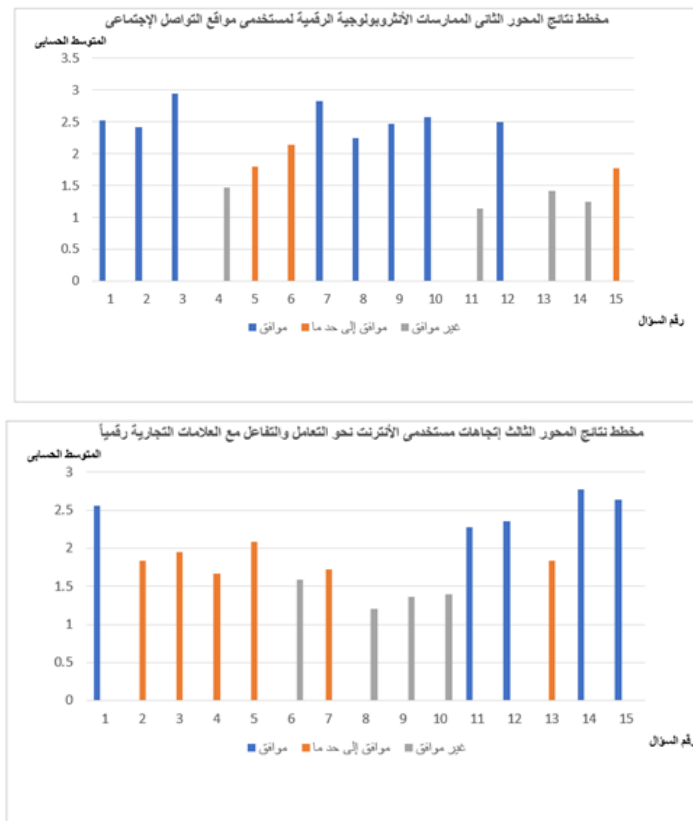 مخطط نتائج المحور الثانى الممارسات الأنثروبولوجية الرقمية لمستخدمى مواقع التواصل الإجتماعى
المتوسط الحسابى
3.5
3
2.5
2
1.5
1
0.5
0
1 2 3 4 5 6 7 8 9 10 11 12 13 14 15
رقم السؤال
موافق موافق إلى حد ما غير موافق
مخطط نتائج المحور الثالث إتجاهات مستخدمى الأنترنت نحو التعامل والتفاعل مع العلامات التجارية رقمياً
المتوسط الحسابى
3
2.5
2
1.5
1
0.5
0
1 2 3 4 5 6 7 8 9 10 11 12 13 14 15
رقم السؤال
موافق موافق إلى حد ما غير موافق